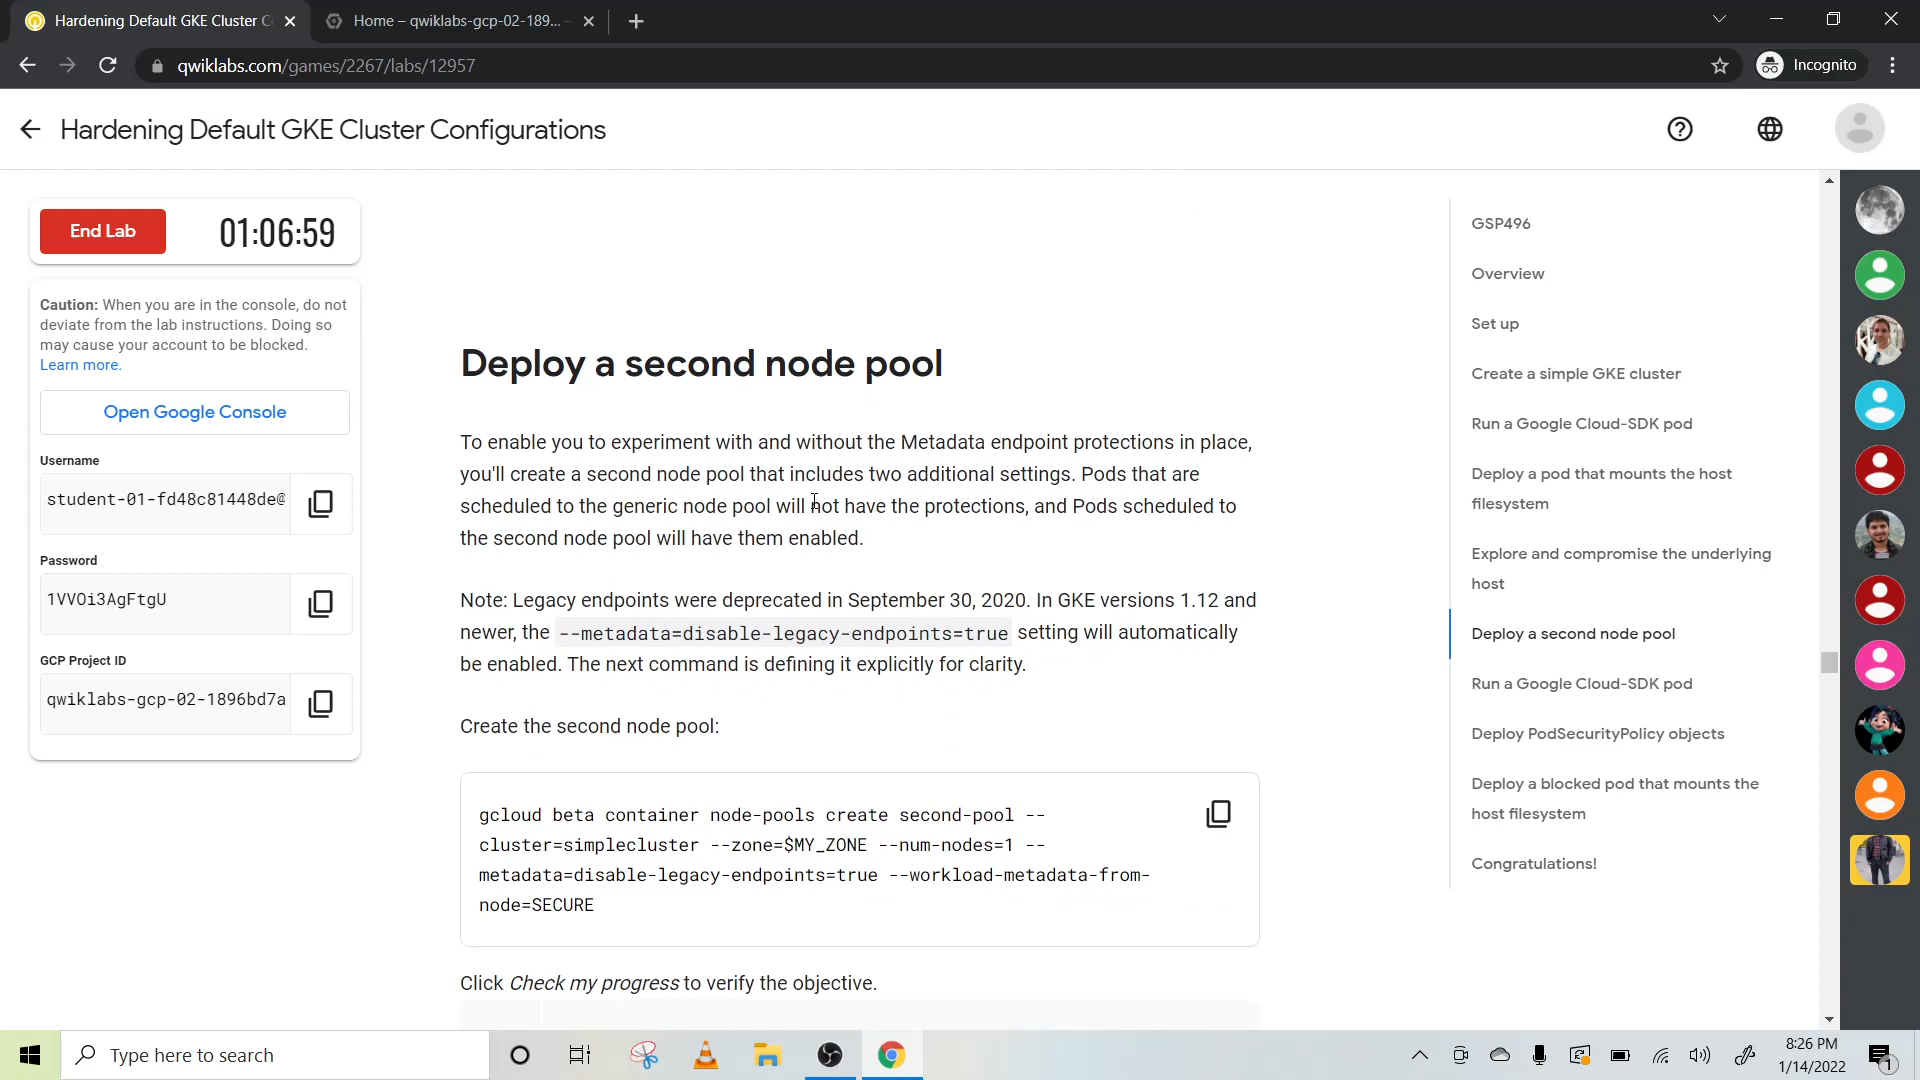 Hardening Default GKE Cluster C
Home – qwiklabs-gcp-02-189... –
qwiklabs.com/games/2267/labs/12957
Incognito
Hardening Default GKE Cluster Configurations
End Lab
01:06:59
Caution: When you are in the console, do not
deviate from the lab instructions. Doing so
may cause your account to be blocked.
Learn more.
Open Google Console
Username
student-01-fd48c81448de@
Password
1VVOi3AgFtgU
GCP Project ID
qwiklabs-gcp-02-1896bd7a
Deploy a second node pool
To enable you to experiment with and without the Metadata endpoint protections in place,
you'll create a second node pool that includes two additional settings. Pods that are
scheduled to the generic node pool will not have the protections, and Pods scheduled to
the second node pool will have them enabled.
Note: Legacy endpoints were deprecated in September 30, 2020. In GKE versions 1.12 and
newer, the --metadata=disable-legacy-endpoints=true setting will automatically
be enabled. The next command is defining it explicitly for clarity.
Create the second node pool:
gcloud beta container node-pools create second-pool --
cluster=simplecluster --zone=$MY_ZONE --num-nodes=1 --
metadata=disable-legacy-endpoints=true --workload-metadata-from-
node=SECURE
Click Check my progress to verify the objective.
GSP496
Overview
Set up
Create a simple GKE cluster
Run a Google Cloud-SDK pod
Deploy a pod that mounts the host
filesystem
Explore and compromise the underlying
host
Deploy a second node pool
Run a Google Cloud-SDK pod
Deploy PodSecurityPolicy objects
Deploy a blocked pod that mounts the
host filesystem
Congratulations!
Type here to search
8:26 PM
1/14/2022
1